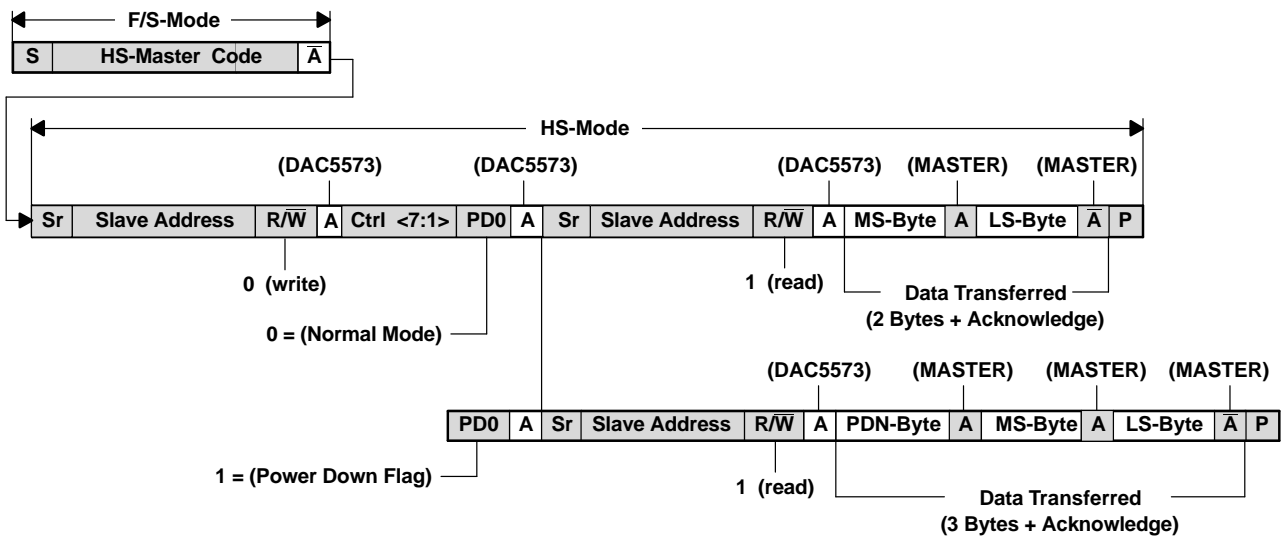 F/S-Mode
S HS-Master Code A̅
HS-Mode
(DAC5573) (DAC5573) (DAC5573) (MASTER) (MASTER)
Sr Slave Address R/W̅ A Ctrl <7:1> PD0 A Sr Slave Address R/W̅ A MS-Byte A LS-Byte A̅ P
0 (write) 1 (read) Data Transferred
0 = (Normal Mode) (2 Bytes + Acknowledge)
(DAC5573) (MASTER) (MASTER) (MASTER)
PD0 A Sr Slave Address R/W̅ A PDN-Byte A MS-Byte A LS-Byte A̅ P
1 = (Power Down Flag) 1 (read) Data Transferred
(3 Bytes + Acknowledge)